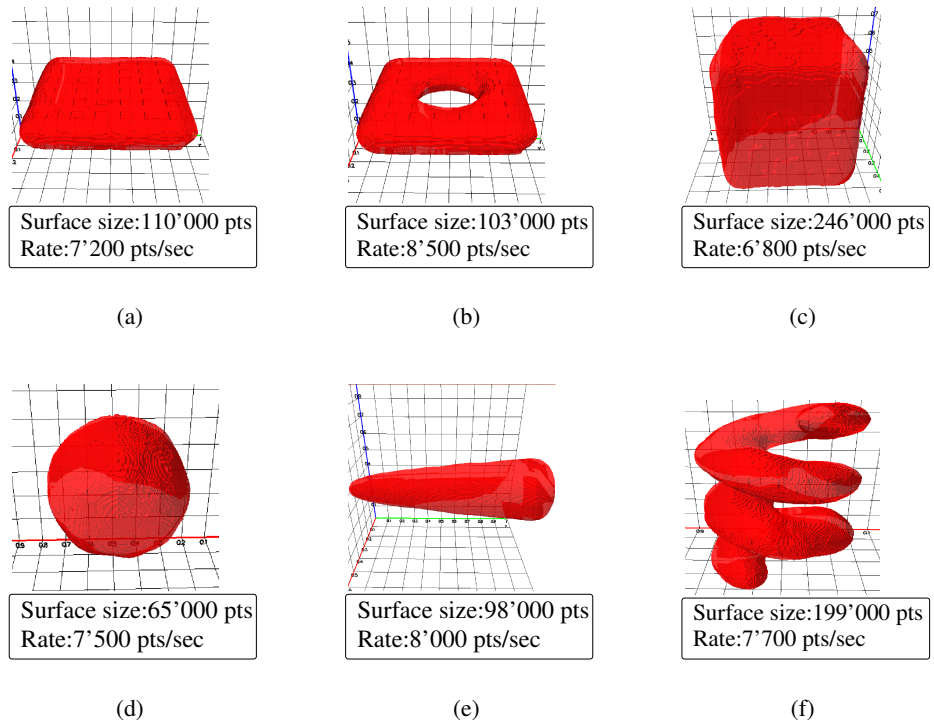 Surface size:110’000 pts
Rate:7’200 pts/sec
(a)
Surface size:103’000 pts
Rate:8’500 pts/sec
(b)
Surface size:246’000 pts
Rate:6’800 pts/sec
(c)
Surface size:65’000 pts
Rate:7’500 pts/sec
(d)
Surface size:98’000 pts
Rate:8’000 pts/sec
(e)
Surface size:199’000 pts
Rate:7’700 pts/sec
(f)